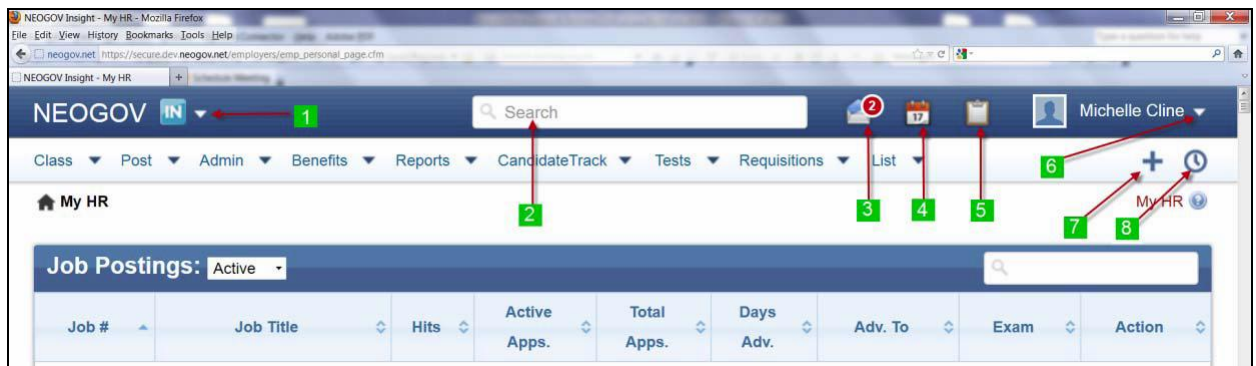 NEOGOV Insight - My HR - Mozilla Firefox
File Edit View History Bookmarks Tools Help
neogov.net https://secure.dev.neogov.net/employers/emp_personal_page.cfm
NEOGOV Insight - My HR +
NEOGOV IN 1 Search 2 17 Michelle Cline
Class Post Admin Benefits Reports CandidateTrack Tests Requisitions List 6
My HR 2 3 4 5 My HR
7 8
Job Postings: Active
Job # Job Title Hits Active Apps. Total Apps. Days Adv. Adv. To Exam Action